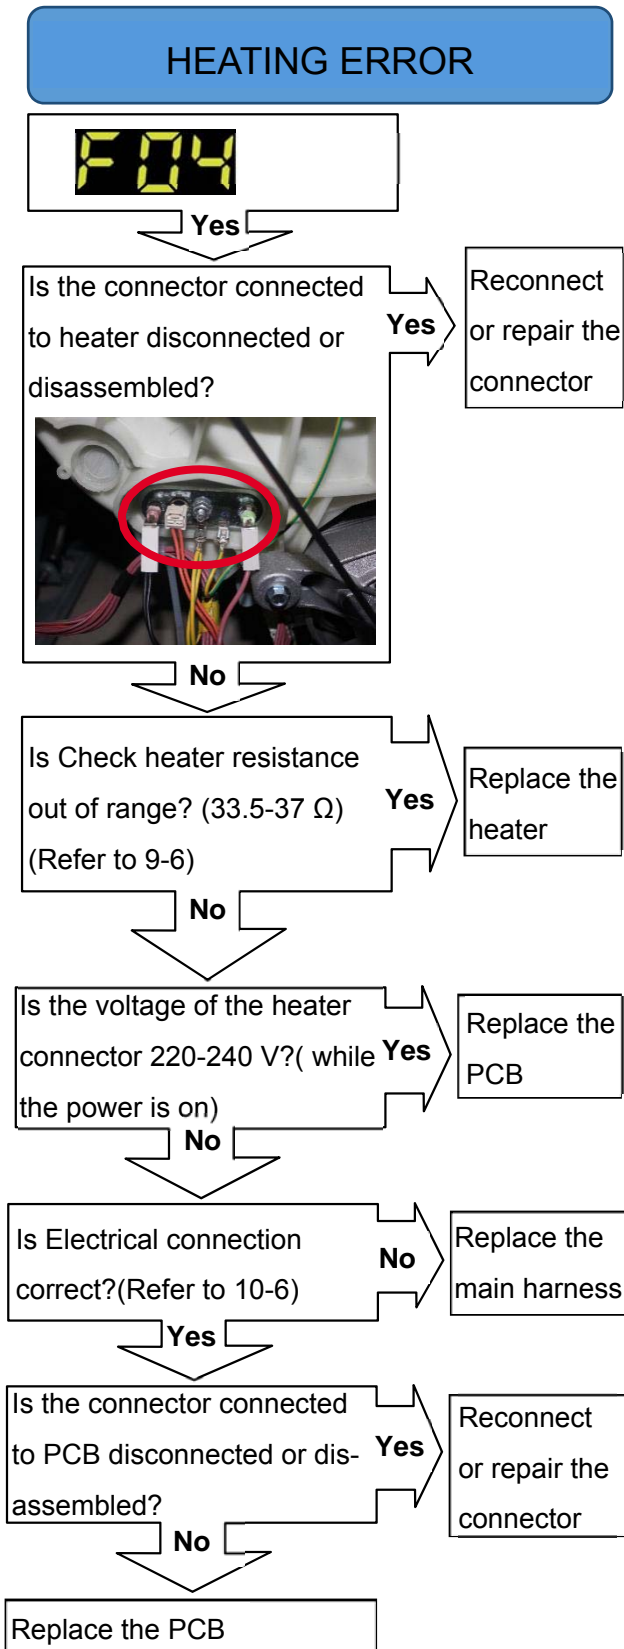 HEATING ERROR
F04
Yes
Is the connector connected
to heater disconnected or
disassembled?
Yes
Reconnect
or repair the
connector
No
Is Check heater resistance
out of range? (33.5-37 Ω)
(Refer to 9-6)
Yes
Replace the
heater
No
Is the voltage of the heater
connector 220-240 V?( while
the power is on)
Yes
Replace the
PCB
No
Is Electrical connection
correct?(Refer to 10-6)
No
Replace the
main harness
Yes
Is the connector connected
to PCB disconnected or dis-
assembled?
Yes
Reconnect
or repair the
connector
No
Replace the PCB